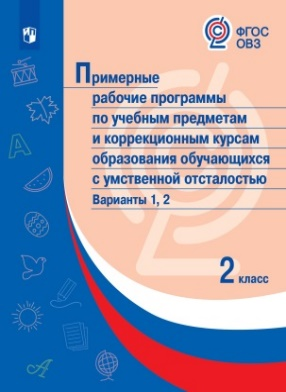 ФГОС
ОВЗ
Примерные
рабочие программы
по учебным предметам
и коррекционным курсам
образования обучающихся
с умственной отсталостью
Варианты 1, 2
2 класс